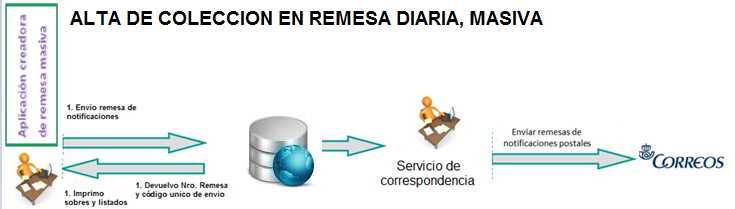 ALTA DE COLECCION EN REMESA DIARIA, MASIVA
Aplicación creadora
de remesa masiva
1. Envio remesa de
notificaciones
1. Devuelvo Nro. Remesa
y código unico de envio
1. Imprimo
sobres y listados
Servicio de
correspondencia
Enviar remesas de
notificaciones postales
CORREOS